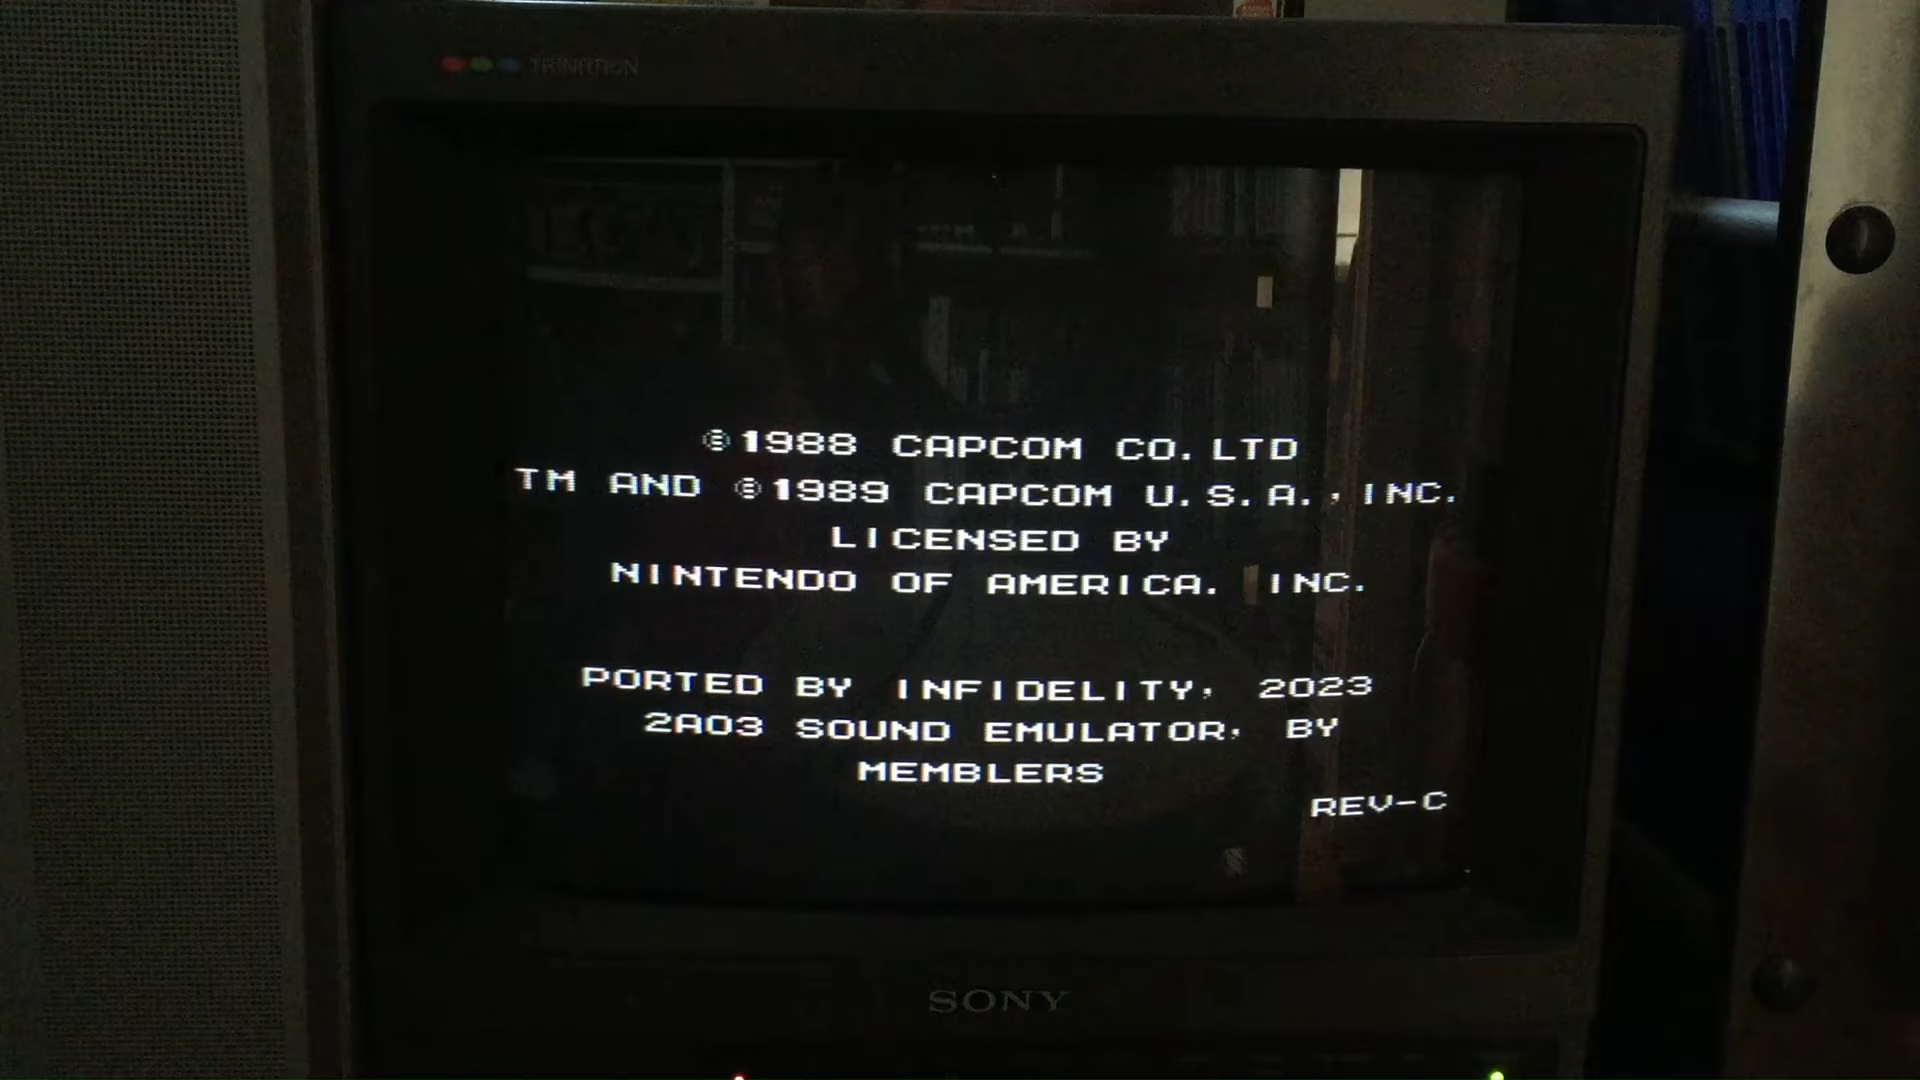 TRINITRON
©1988 CAPCOM CO.LTD
TM AND ©1989 CAPCOM U.S.A.,INC.
LICENSED BY
NINTENDO OF AMERICA. INC.
PORTED BY INFIDELITY, 2023
2A03 SOUND EMULATOR, BY
MEMBLERS
REV-C
SONY